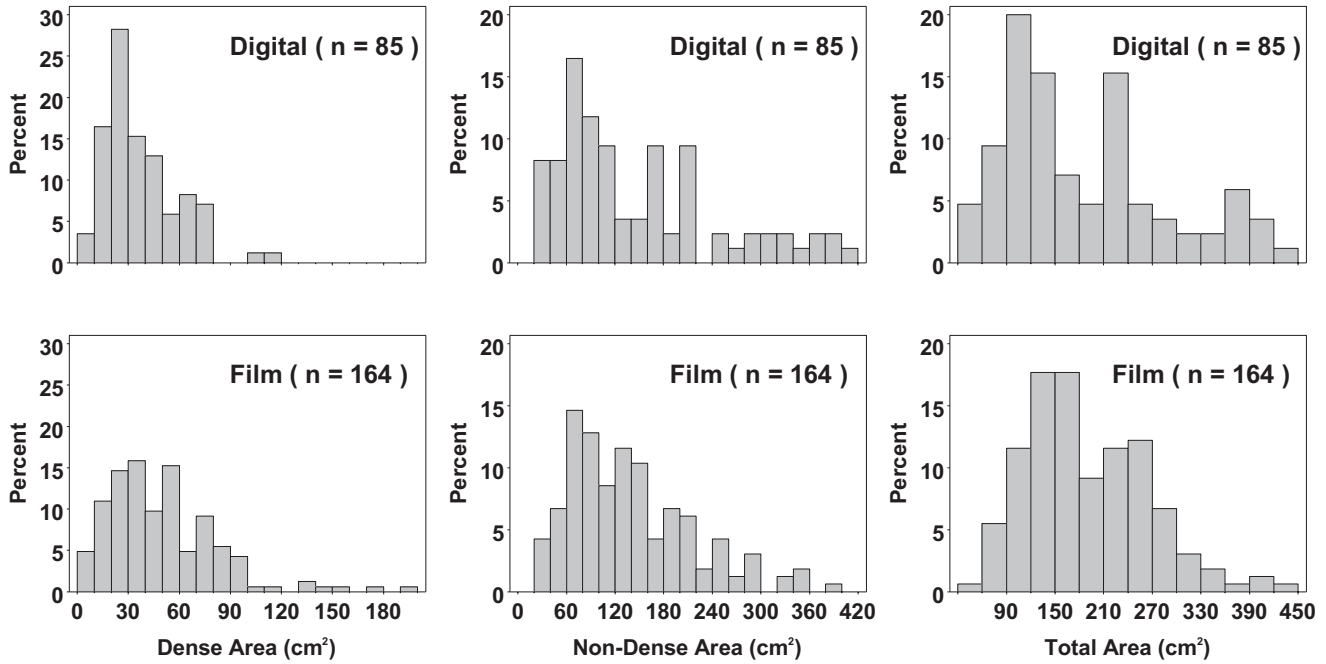 Digital ( n = 85 )
Percent
30
25
20
15
10
5
0
Digital ( n = 85 )
Percent
20
15
10
5
0
Digital ( n = 85 )
Percent
20
15
10
5
0
Film ( n = 164 )
Percent
30
25
20
15
10
5
0
0 30 60 90 120 150 180
Dense Area (cm²)
Film ( n = 164 )
Percent
20
15
10
5
0
0 60 120 180 240 300 360 420
Non-Dense Area (cm²)
Film ( n = 164 )
Percent
20
15
10
5
0
90 150 210 270 330 390 450
Total Area (cm²)